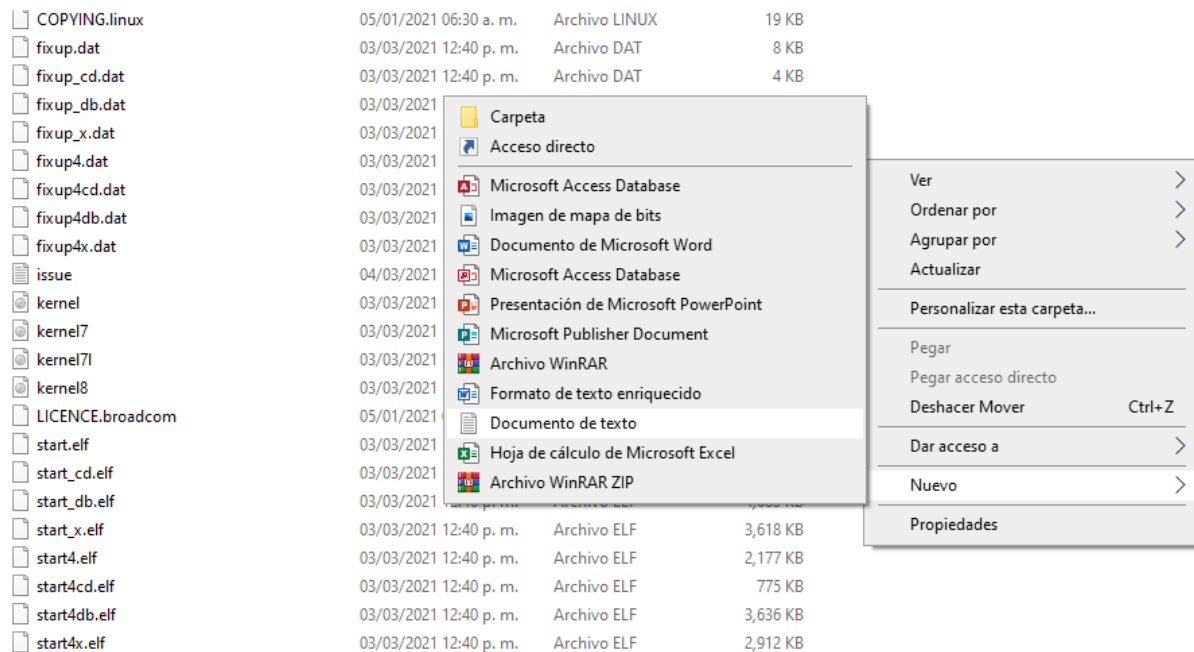 COPYING.linux 05/01/2021 06:30 a. m. Archivo LINUX 19 KB
fixup.dat 03/03/2021 12:40 p. m. Archivo DAT 8 KB
fixup_cd.dat 03/03/2021 12:40 p. m. Archivo DAT 4 KB
fixup_db.dat 03/03/2021
fixup_x.dat 03/03/2021
fixup4.dat 03/03/2021
fixup4cd.dat 03/03/2021
fixup4db.dat 03/03/2021
fixup4x.dat 03/03/2021
issue 04/03/2021
kernel 03/03/2021
kernel7 03/03/2021
kernel7l 03/03/2021
kernel8 03/03/2021
LICENCE.broadcom 05/01/2021
start.elf 03/03/2021
start_cd.elf 03/03/2021
start_db.elf 03/03/2021
start_x.elf 03/03/2021 12:40 p. m. Archivo ELF 3,618 KB
start4.elf 03/03/2021 12:40 p. m. Archivo ELF 2,177 KB
start4cd.elf 03/03/2021 12:40 p. m. Archivo ELF 775 KB
start4db.elf 03/03/2021 12:40 p. m. Archivo ELF 3,636 KB
start4x.elf 03/03/2021 12:40 p. m. Archivo ELF 2,912 KB
Carpeta
Acceso directo
Microsoft Access Database
Imagen de mapa de bits
Documento de Microsoft Word
Microsoft Access Database
Presentación de Microsoft PowerPoint
Microsoft Publisher Document
Archivo WinRAR
Formato de texto enriquecido
Documento de texto
Hoja de cálculo de Microsoft Excel
Archivo WinRAR ZIP
Ver
Ordenar por
Agrupar por
Actualizar
Personalizar esta carpeta...
Pegar
Pegar acceso directo
Deshacer Mover Ctrl+Z
Dar acceso a
Nuevo
Propiedades